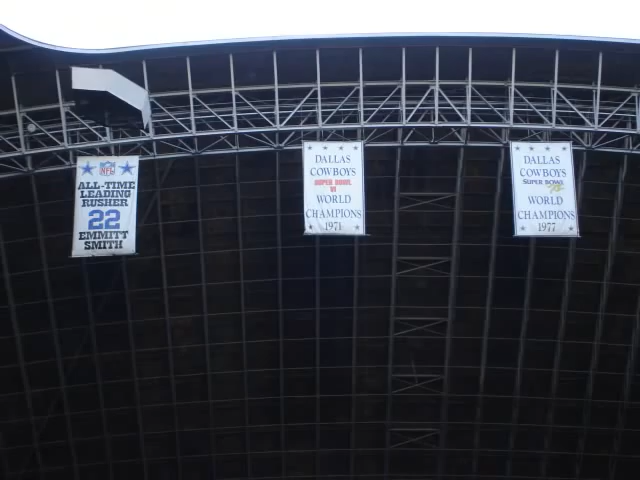 NFL
ALL-TIME
LEADING
RUSHER
22
EMMITT
SMITH
DALLAS
COWBOYS
SUPER BOWL
VI
WORLD
CHAMPIONS
1971
DALLAS
COWBOYS
SUPER BOWL
WORLD
CHAMPIONS
1977